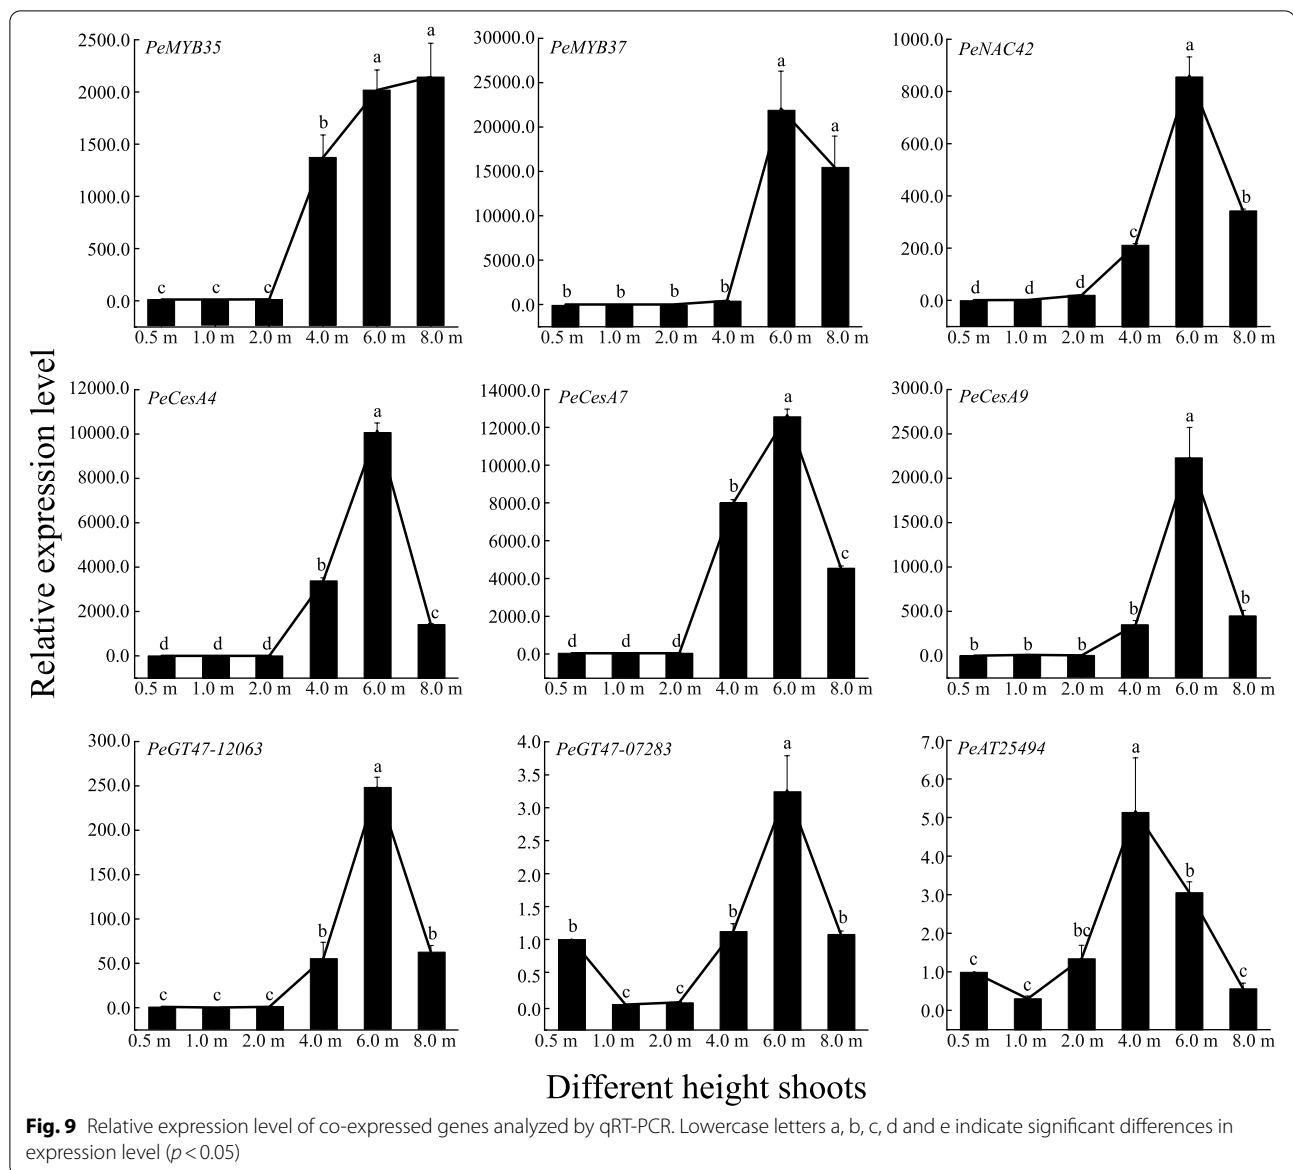 Relative expression level
PeMYB35
2500.0
2000.0
1500.0
1000.0
500.0
0.0
c c c b a a
0.5 m 1.0 m 2.0 m 4.0 m 6.0 m 8.0 m
PeMYB37
30000.0
25000.0
20000.0
15000.0
10000.0
5000.0
0.0
b b b b a a
0.5 m 1.0 m 2.0 m 4.0 m 6.0 m 8.0 m
PeNAC42
1000.0
800.0
600.0
400.0
200.0
0.0
d d d c a b
0.5 m 1.0 m 2.0 m 4.0 m 6.0 m 8.0 m
PeCesA4
12000.0
10000.0
8000.0
6000.0
4000.0
2000.0
0.0
d d d b a c
0.5 m 1.0 m 2.0 m 4.0 m 6.0 m 8.0 m
PeCesA7
14000.0
12000.0
10000.0
8000.0
6000.0
4000.0
2000.0
0.0
d d d b a c
0.5 m 1.0 m 2.0 m 4.0 m 6.0 m 8.0 m
PeCesA9
3000.0
2500.0
2000.0
1500.0
1000.0
500.0
0.0
b b b b a b
0.5 m 1.0 m 2.0 m 4.0 m 6.0 m 8.0 m
PeGT47-12063
300.0
250.0
200.0
150.0
100.0
50.0
0.0
c c c b a b
0.5 m 1.0 m 2.0 m 4.0 m 6.0 m 8.0 m
PeGT47-07283
4.0
3.5
3.0
2.5
2.0
1.5
1.0
0.5
0.0
b c c b a b
0.5 m 1.0 m 2.0 m 4.0 m 6.0 m 8.0 m
PeAT25494
7.0
6.0
5.0
4.0
3.0
2.0
1.0
0.0
c c bc a b c
0.5 m 1.0 m 2.0 m 4.0 m 6.0 m 8.0 m
Different height shoots
Fig. 9 Relative expression level of co-expressed genes analyzed by qRT-PCR. Lowercase letters a, b, c, d and e indicate significant differences in
expression level (p < 0.05)